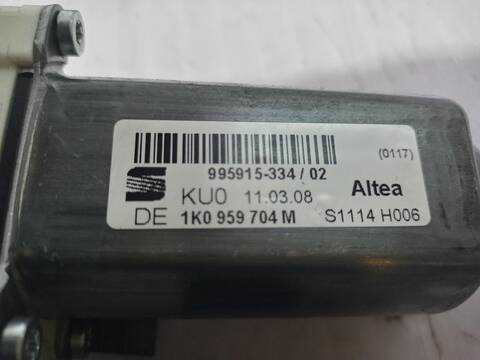 (0117)
995915-334 / 02
KU0 11.03.08 Altea
DE 1K0 959 704 M S1114 H006